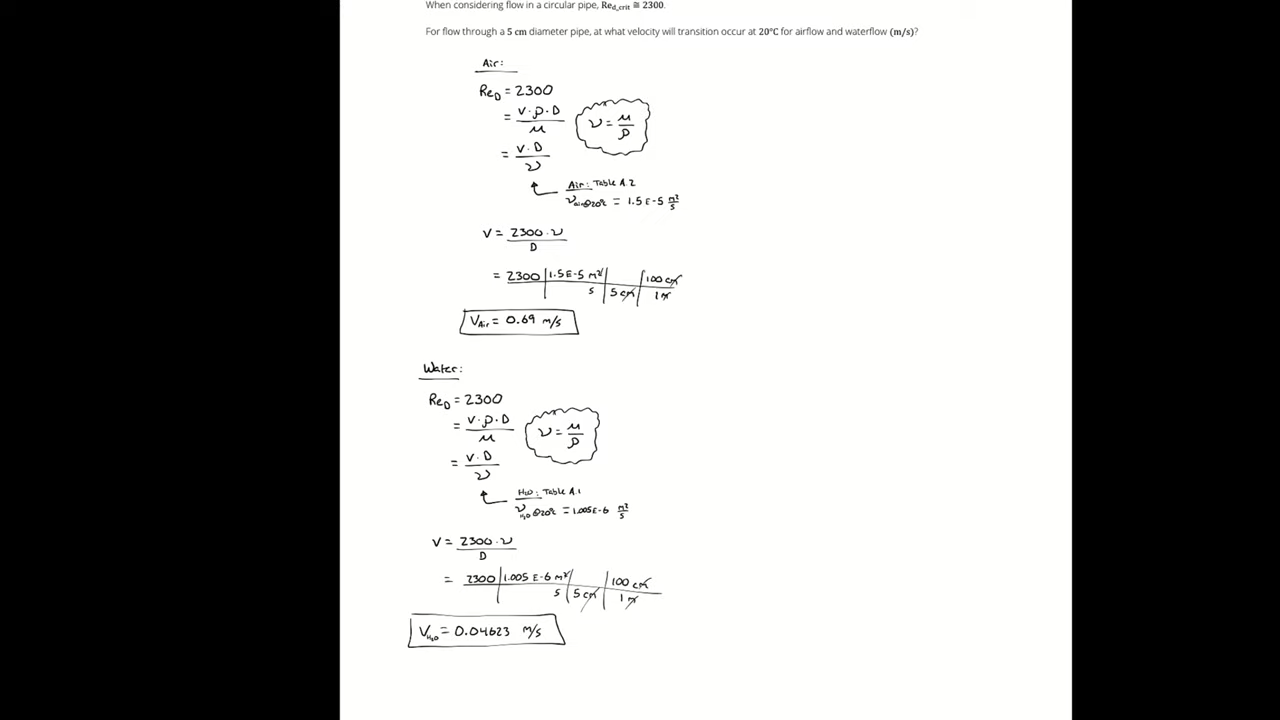 When considering flow in a circular pipe, Re_d,crit ≅ 2300.
For flow through a 5 cm diameter pipe, at what velocity will transition occur at 20°C for airflow and waterflow (m/s)?
Air:
Re_D = 2300
= V·ρ·D / μ
ν = μ / ρ
= V·D / ν
Air: Table A.2
ν_air@20°C = 1.5E-5 m²/s
V = 2300·ν / D
= 2300 | 1.5E-5 m² | | 100 cm
s | 5 cm | 1m
V_Air = 0.69 m/s
Water:
Re_D = 2300
= V·ρ·D / μ
ν = μ / ρ
= V·D / ν
H₂O: Table A.1
ν_H₂O@20°C = 1.005E-6 m²/s
V = 2300·ν / D
= 2300 | 1.005 E-6 m² | | 100 cm
s | 5 cm | 1 m
V_H₂O = 0.04623 m/s